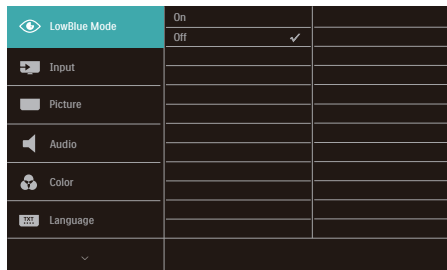 LowBlue Mode
On
Off
Input
Picture
Audio
Color
TXT
Language